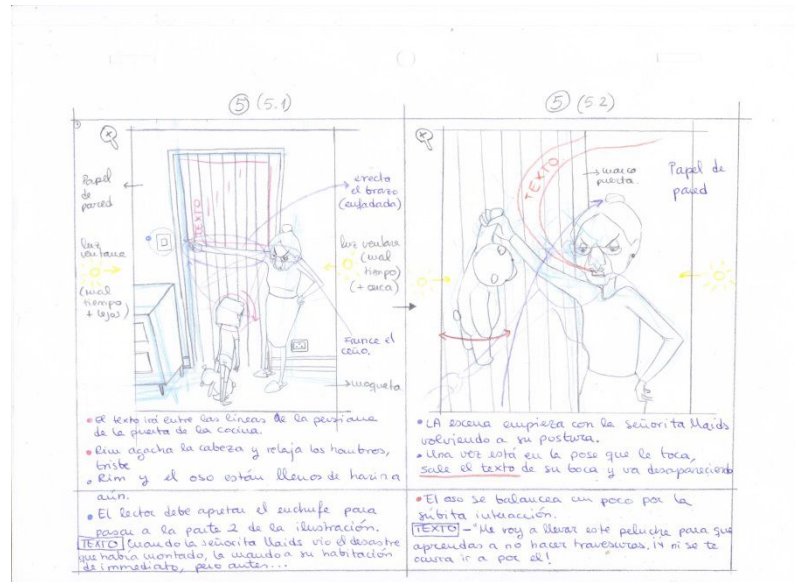 5 (5.1)
Papel
de
pared
luz
ventana
(mal
tiempo
+ lejos)
TEXTO
erecto
el brazo
(enfadada)
luz ventana
(mal
tiempo)
(+ cerca)
Frunce el
ceño.
moqueta
• El texto irá entre las líneas de la persiana
de la puerta de la cocina.
• Rim agacha la cabeza y relaja los hombros,
triste
• Rim y el oso están llenos de harina
aún.
• El lector debe apretar el enchufe para
pasar a la parte 2 de la ilustración.
TEXTO Cuando la señorita Maids vio el desastre
que había montado, le mandó a su habitación
de inmediato, pero antes...
5 (5.2)
TEXTO
marco
puerta.
Papel de
pared
• LA escena empieza con la señorita Maids
volviendo a su postura.
• Una vez está en la pose que le toca,
sale el texto de su boca y va desapareciendo
• El oso se balancea un poco por la
súbita interacción.
TEXTO - "Me voy a llevar este peluche para que
aprendas a no hacer travesuras, ¡Y ni se te
ocurra ir a por él!